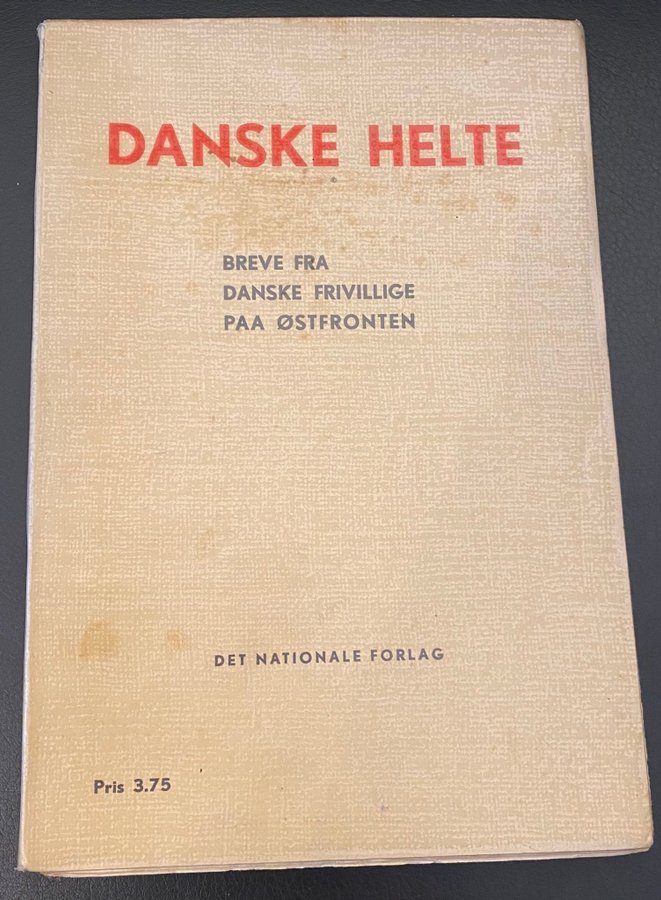 DANSKE HELTE
BREVE FRA
DANSKE FRIVILLIGE
PAA ØSTFRONTEN
DET NATIONALE FORLAG
Pris 3.75